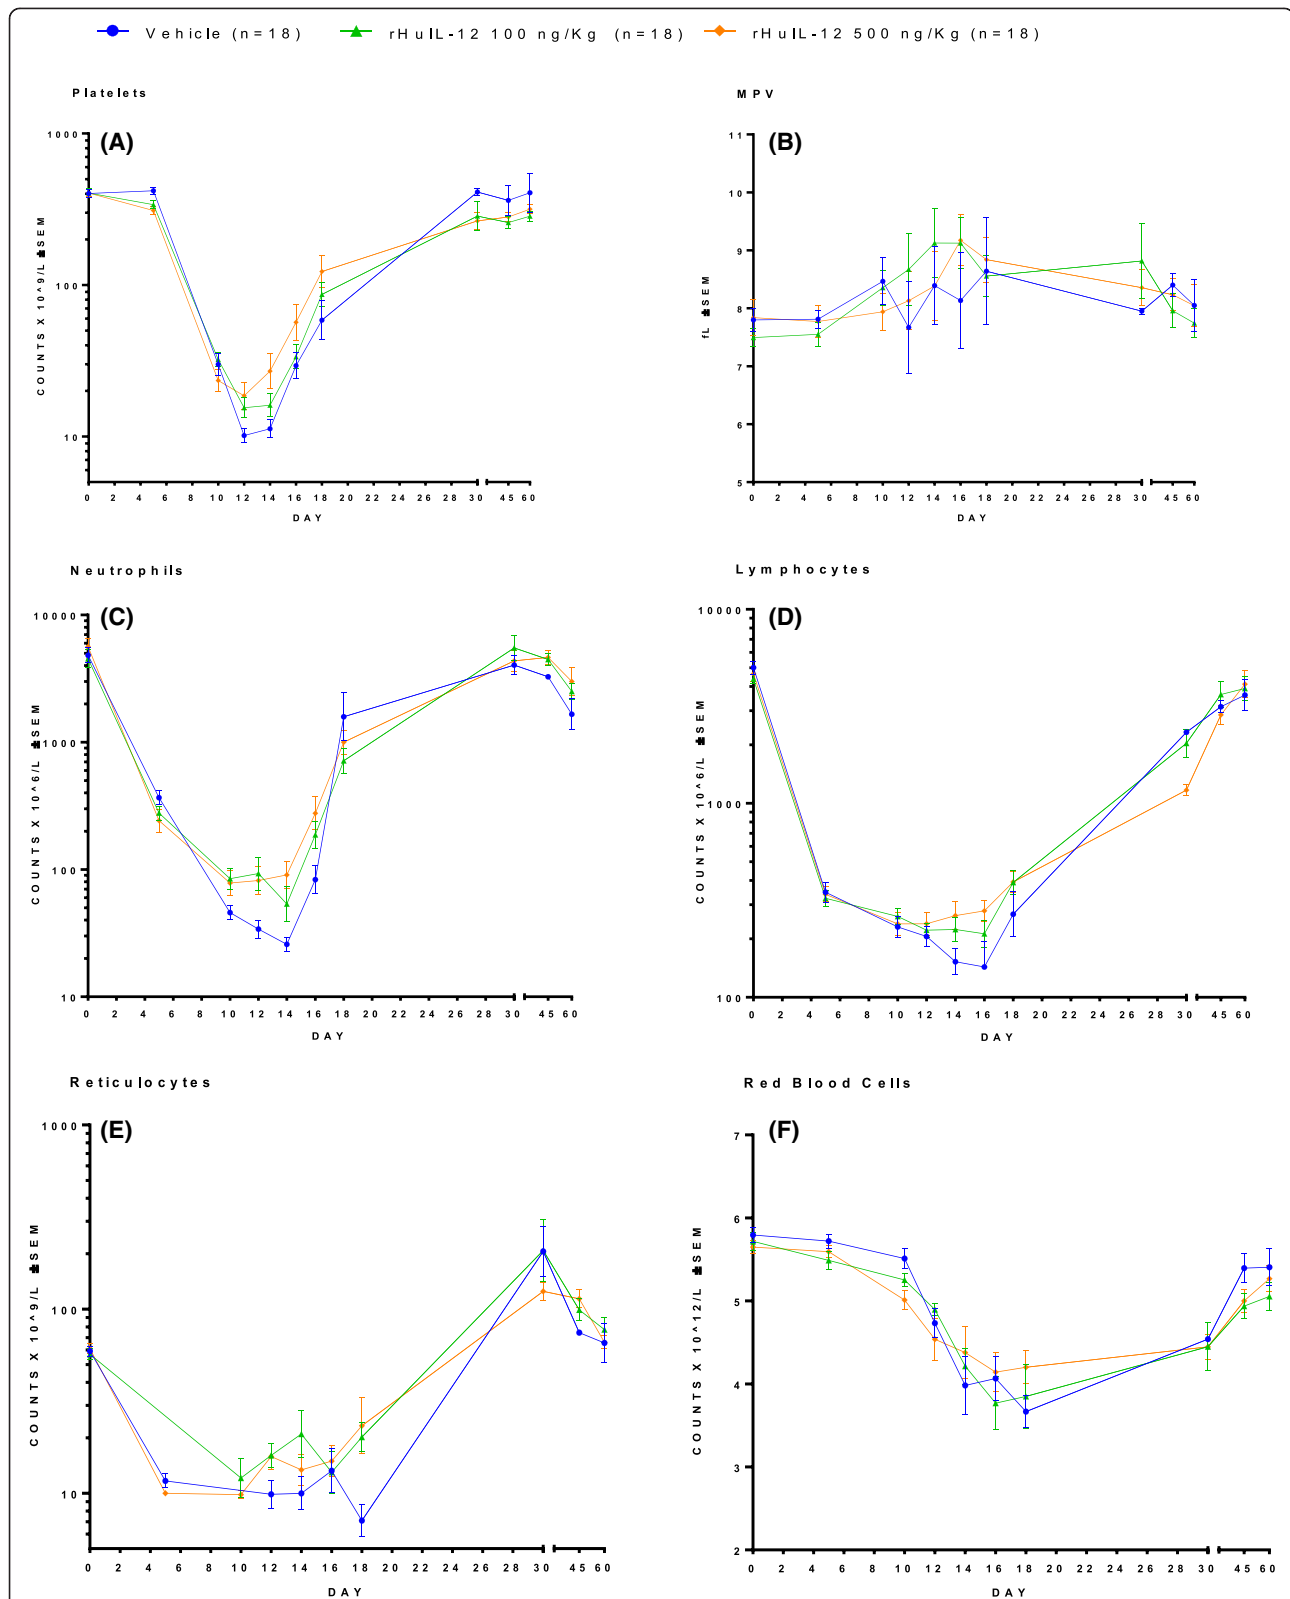 Vehicle (n=18) rHuIL-12 100 ng/Kg (n=18) rHuIL-12 500 ng/Kg (n=18)
Platelets
(A)
COUNTS X 10^9/L ±SEM
1000
100
10
0 2 4 6 8 10 12 14 16 18 20 22 24 26 28 30 45 60
DAY
MPV
(B)
fL ±SEM
11
10
9
8
7
6
5
0 2 4 6 8 10 12 14 16 18 20 22 24 26 28 30 45 60
DAY
Neutrophils
(C)
COUNTS X 10^6/L ±SEM
10000
1000
100
10
0 2 4 6 8 10 12 14 16 18 20 22 24 26 28 30 45 60
DAY
Lymphocytes
(D)
COUNTS X 10^6/L ±SEM
10000
1000
100
0 2 4 6 8 10 12 14 16 18 20 22 24 26 28 30 45 60
DAY
Reticulocytes
(E)
COUNTS X 10^9/L ±SEM
1000
100
10
0 2 4 6 8 10 12 14 16 18 20 22 24 26 28 30 45 60
DAY
Red Blood Cells
(F)
COUNTS X 10^12/L ±SEM
7
6
5
4
3
2
0 2 4 6 8 10 12 14 16 18 20 22 24 26 28 30 45 60
DAY